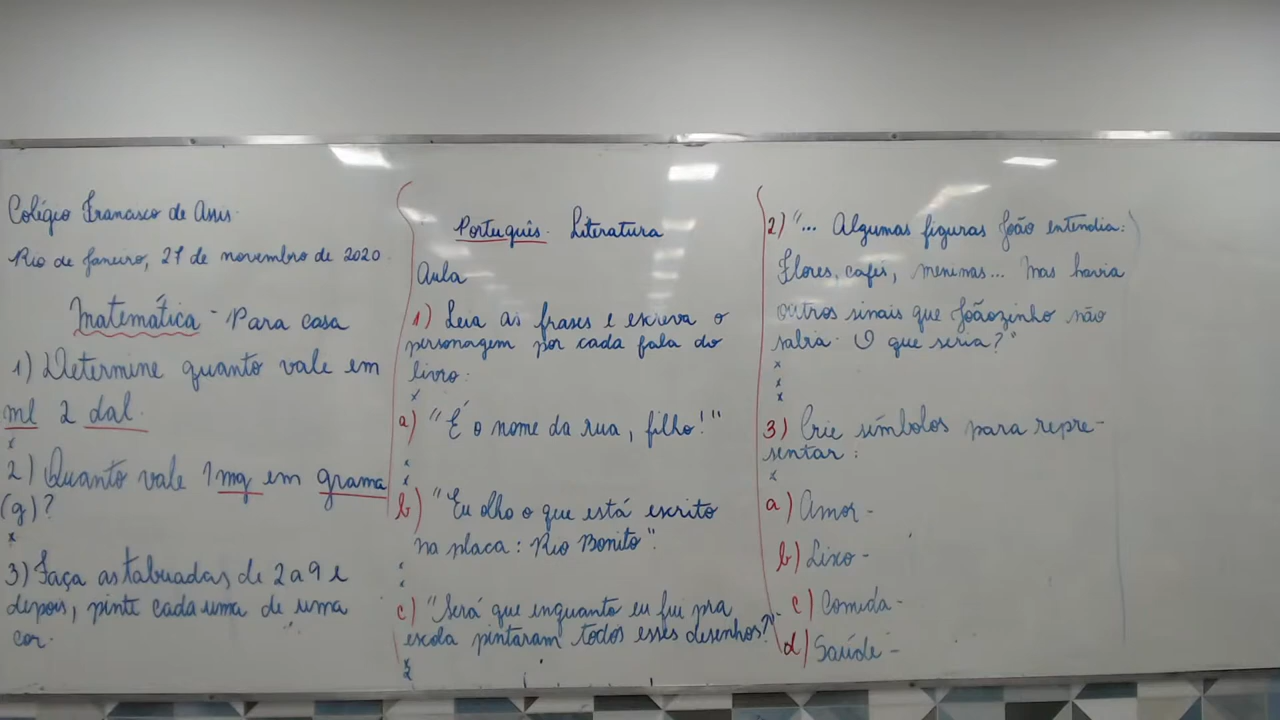 Colégio Francisco de Assis.
Rio de Janeiro, 27 de novembro de 2020.
Matemática - Para casa
1) Determine quanto vale em
ml 2 dal.
x
2) Quanto vale 1mg em grama
(g)?
x
3) Faça as tabuadas de 2 a 9 e
depois, pinte cada uma de uma
cor.
Português. Literatura
Aula
1) Leia as frases e escreva o
personagem por cada fala do
livro:
x
a) "É o nome da rua, filho!"
x
x
b) "Eu olho o que está escrito
na placa: Rio Bonito".
x
x
c) "Será que enquanto eu fui pra
escola pintaram todos esses desenhos?"
x
x
2) "... Algumas figuras João entendia:
Flores, cafés, meninas... Mas havia
outros sinais que Joãozinho não
sabia. O que seria?"
x
x
x
3) Crie símbolos para repre-
sentar:
x
a) Amor -
b) Lixo -
c) Comida -
d) Saúde -